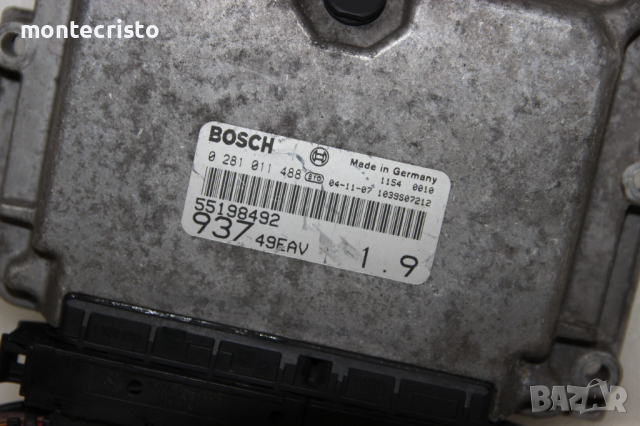 montecristo
BOSCH
Made in Germany
0 281 011 488 1154 0010
04-11-07 1039S07212
55198492
937 49EAV 1.9
BAZAR